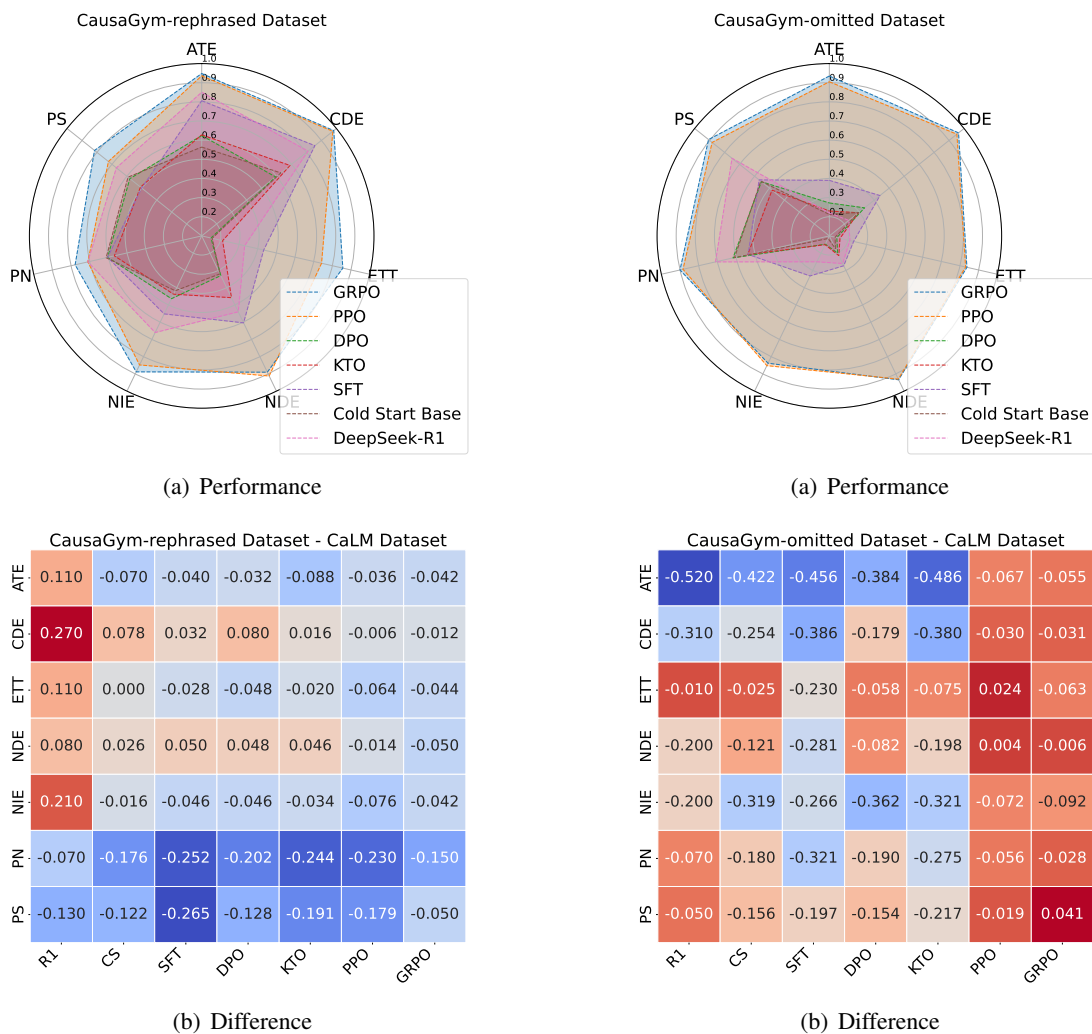 CausaGym-rephrased Dataset
ATE
1.0
0.9
0.8
0.7
0.6
0.5
0.4
0.3
0.2
CDE
PS
PN
ETT
NIE
NDE
GRPO
PPO
DPO
KTO
SFT
Cold Start Base
DeepSeek-R1
(a) Performance
CausaGym-omitted Dataset
ATE
1.0
0.9
0.8
0.7
0.6
0.5
0.4
0.3
0.2
CDE
PS
PN
ETT
NIE
NDE
GRPO
PPO
DPO
KTO
SFT
Cold Start Base
DeepSeek-R1
(a) Performance
CausaGym-rephrased Dataset - CaLM Dataset
ATE 0.110 -0.070 -0.040 -0.032 -0.088 -0.036 -0.042
CDE 0.270 0.078 0.032 0.080 0.016 -0.006 -0.012
ETT 0.110 0.000 -0.028 -0.048 -0.020 -0.064 -0.044
NDE 0.080 0.026 0.050 0.048 0.046 -0.014 -0.050
NIE 0.210 -0.016 -0.046 -0.046 -0.034 -0.076 -0.042
PN -0.070 -0.176 -0.252 -0.202 -0.244 -0.230 -0.150
PS -0.130 -0.122 -0.265 -0.128 -0.191 -0.179 -0.050
R1 CS SFT DPO KTO PPO GRPO
(b) Difference
CausaGym-omitted Dataset - CaLM Dataset
ATE -0.520 -0.422 -0.456 -0.384 -0.486 -0.067 -0.055
CDE -0.310 -0.254 -0.386 -0.179 -0.380 -0.030 -0.031
ETT -0.010 -0.025 -0.230 -0.058 -0.075 0.024 -0.063
NDE -0.200 -0.121 -0.281 -0.082 -0.198 0.004 -0.006
NIE -0.200 -0.319 -0.266 -0.362 -0.321 -0.072 -0.092
PN -0.070 -0.180 -0.321 -0.190 -0.275 -0.056 -0.028
PS -0.050 -0.156 -0.197 -0.154 -0.217 -0.019 0.041
R1 CS SFT DPO KTO PPO GRPO
(b) Difference